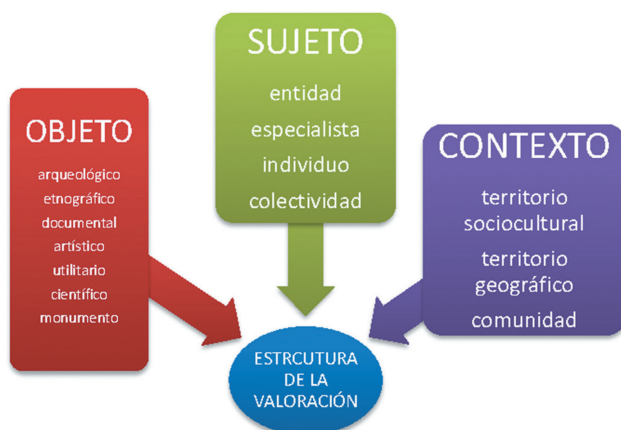 OBJETO
arqueológico
etnográfico
documental
artístico
utilitario
científico
monumento
SUJETO
entidad
especialista
individuo
colectividad
CONTEXTO
territorio
sociocultural
territorio
geográfico
comunidad
ESTRCUTURA
DE LA
VALORACIÓN